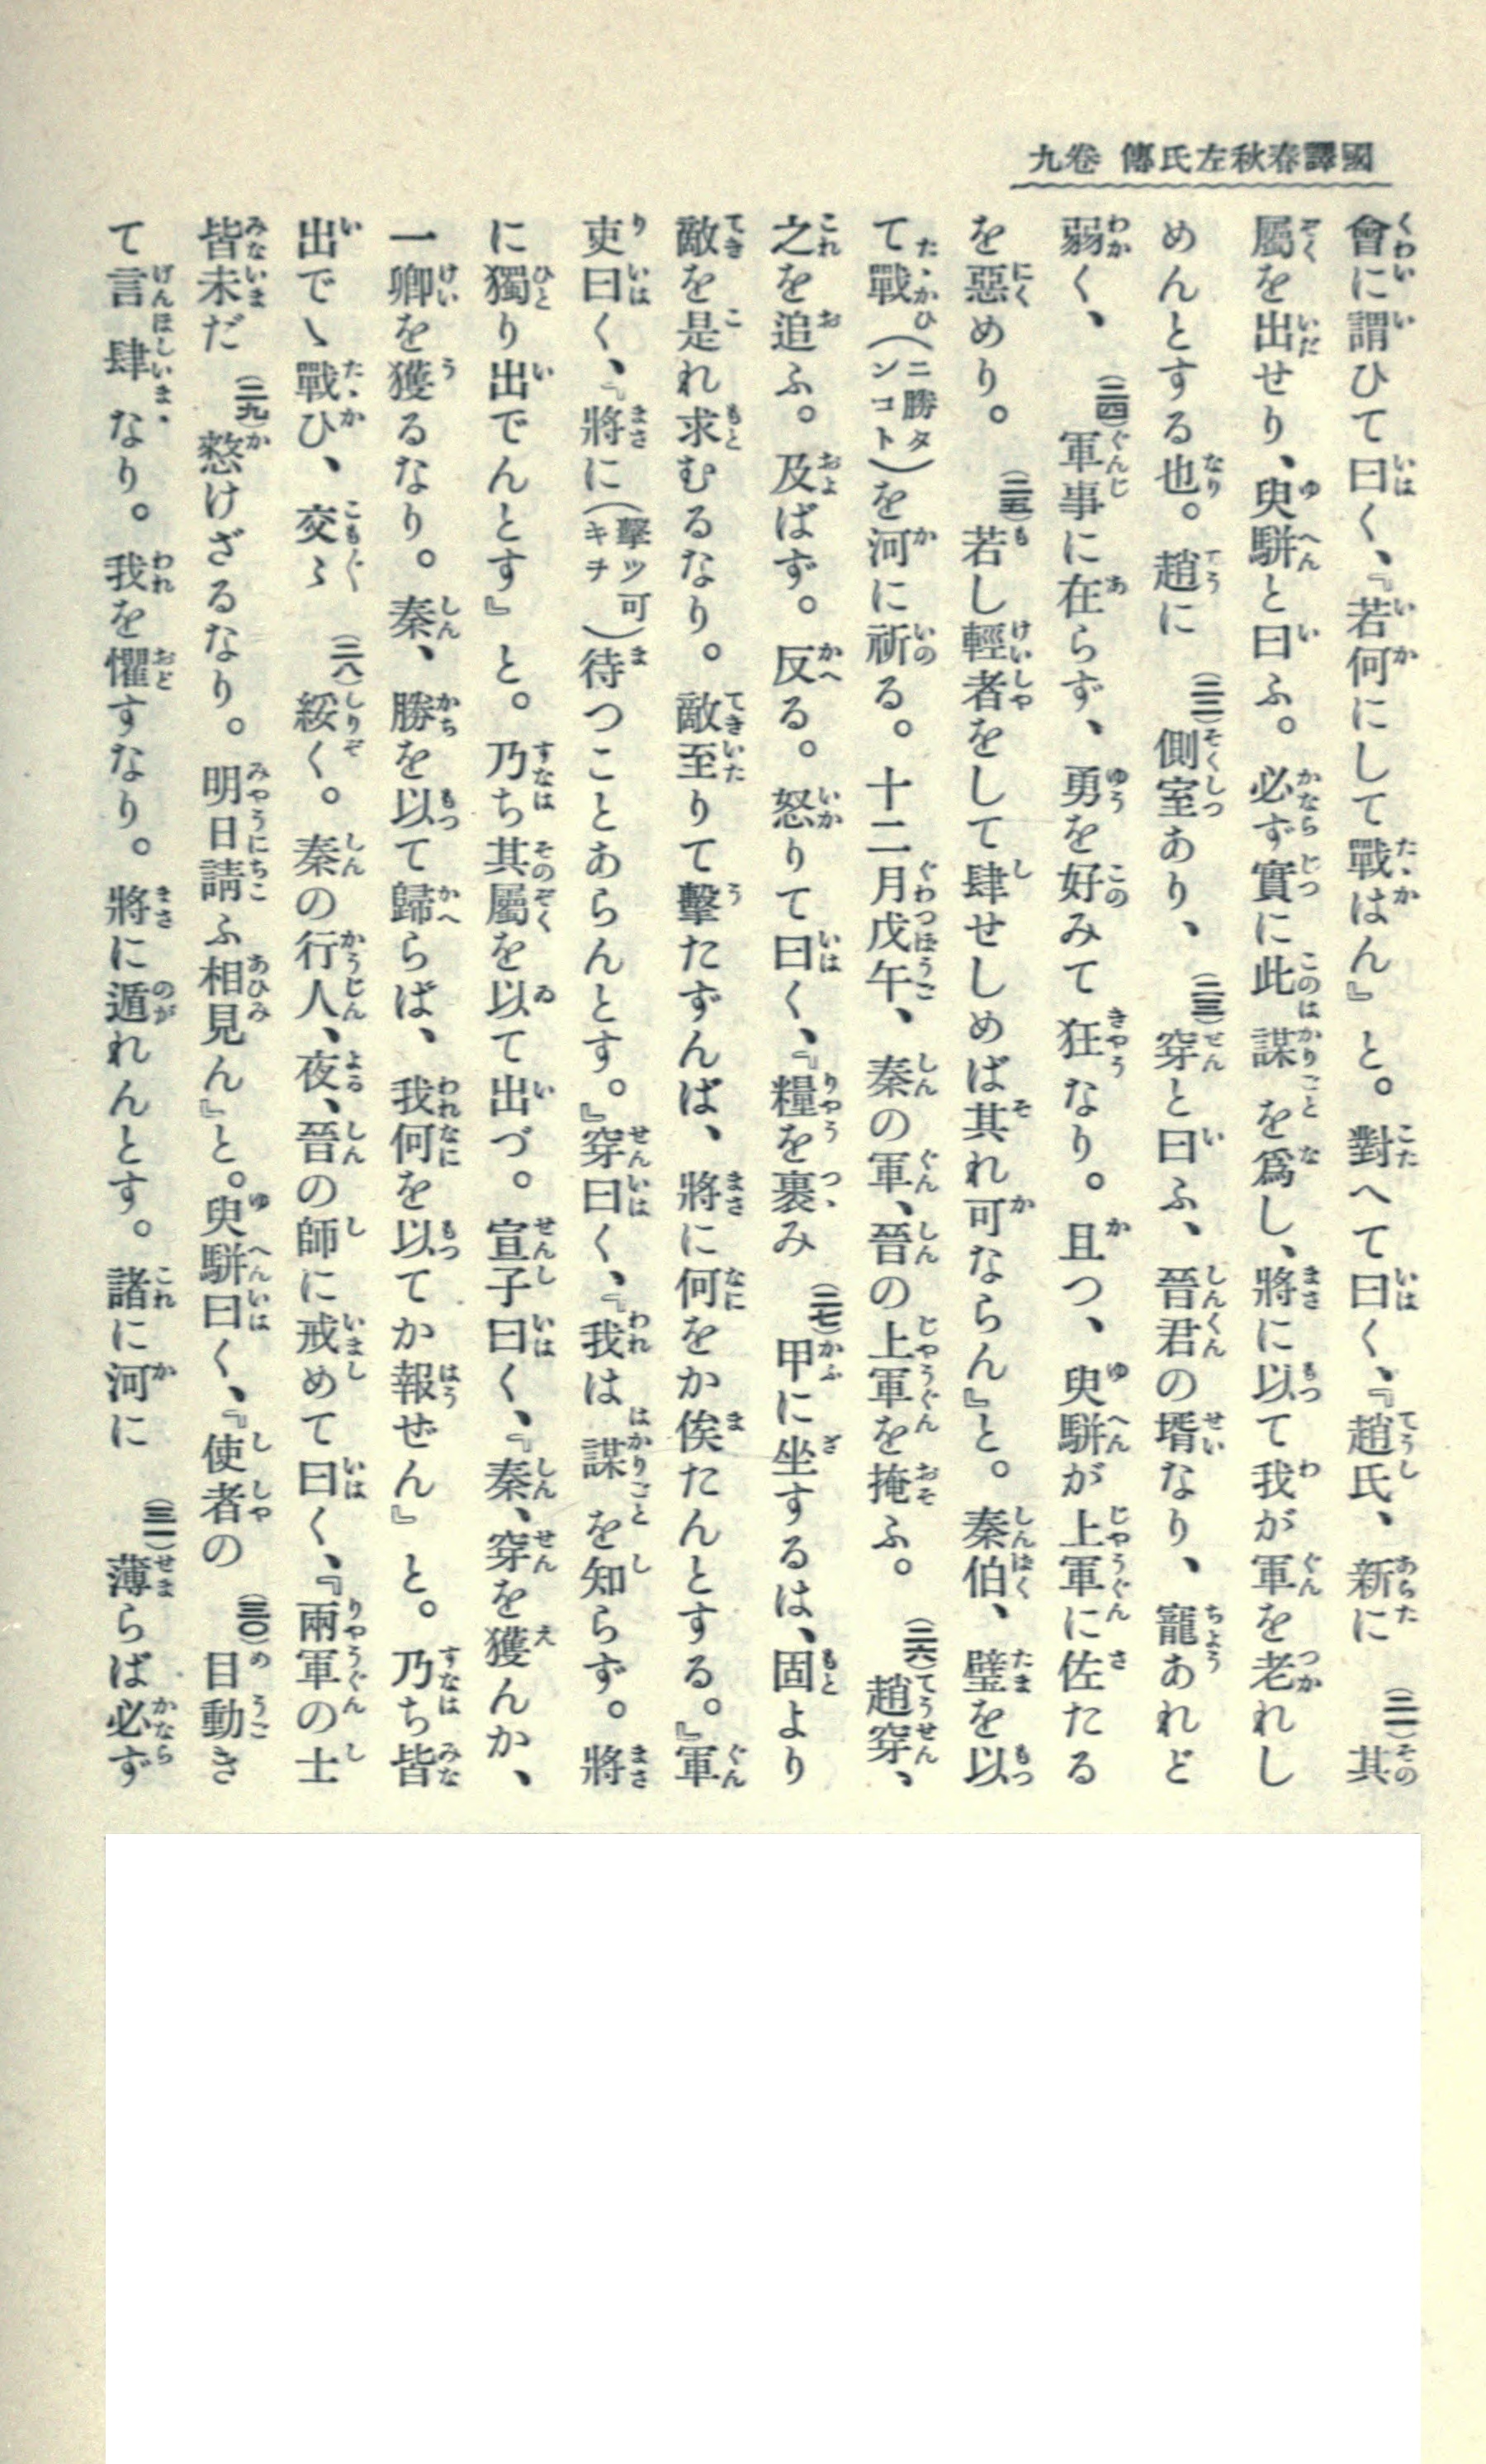 國譯春秋左氏傳 卷九
會に謂ひて曰く、『若何にして戰はん』と。對へて曰く、『趙氏、新に(二一)其
屬を出せり、臾駢と曰ふ。必ず實に此謀を爲し、將に以て我が軍を老れし
めんとする也。趙に(二二)側室あり、(二三)穿と曰ふ、晉君の壻なり、寵あれど
弱く、(二四)軍事に在らず、勇を好みて狂なり。且つ、臾駢が上軍に佐たる
を惡めり。(二五)若し輕者をして肆せしめば其れ可ならん』と。秦伯、璧を以
て戰(ニ勝タンコト)を河に祈る。十二月戊午、秦の軍、晉の上軍を掩ふ。(二六)趙穿、
之を追ふ。及ばず。反る。怒りて曰く、『糧を裹み(二七)甲に坐するは、固より
敵を是れ求むるなり。敵至りて擊たずんば、將に何をか俟たんとする。』軍
吏曰く、『將に(擊ツ可キヲ)待つことあらんとす。』穿曰く、『我は謀を知らず。將
に獨り出でんとす』と。乃ち其屬を以て出づ。宣子曰く、『秦、穿を獲んか、
一卿を獲るなり。秦、勝を以て歸らば、我何を以てか報ぜん』と。乃ち皆
出でゝ戰ひ、交〻(二八)綏く。秦の行人、夜、晉の師に戒めて曰く、『兩軍の士
皆未だ(二九)憖けざるなり。明日請ふ相見ん』と。臾駢曰く、『使者の(三〇)目動き
て言肆なり。我を懼すなり。將に遁れんとす。諸に河に(三一)薄らば必ず